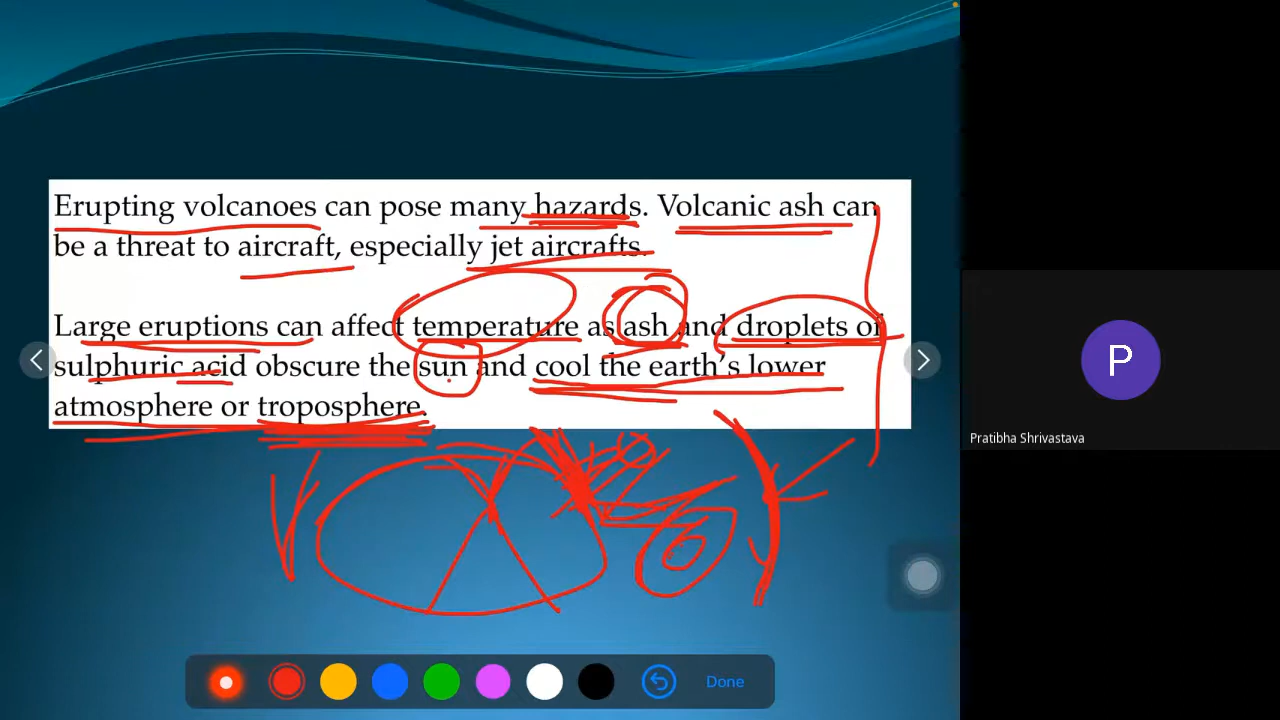 Erupting volcanoes can pose many hazards. Volcanic ash can
be a threat to aircraft, especially jet aircrafts.
Large eruptions can affect temperature as ash and droplets of
sulphuric acid obscure the sun and cool the earth's lower
atmosphere or troposphere.
P
Pratibha Shrivastava
Done